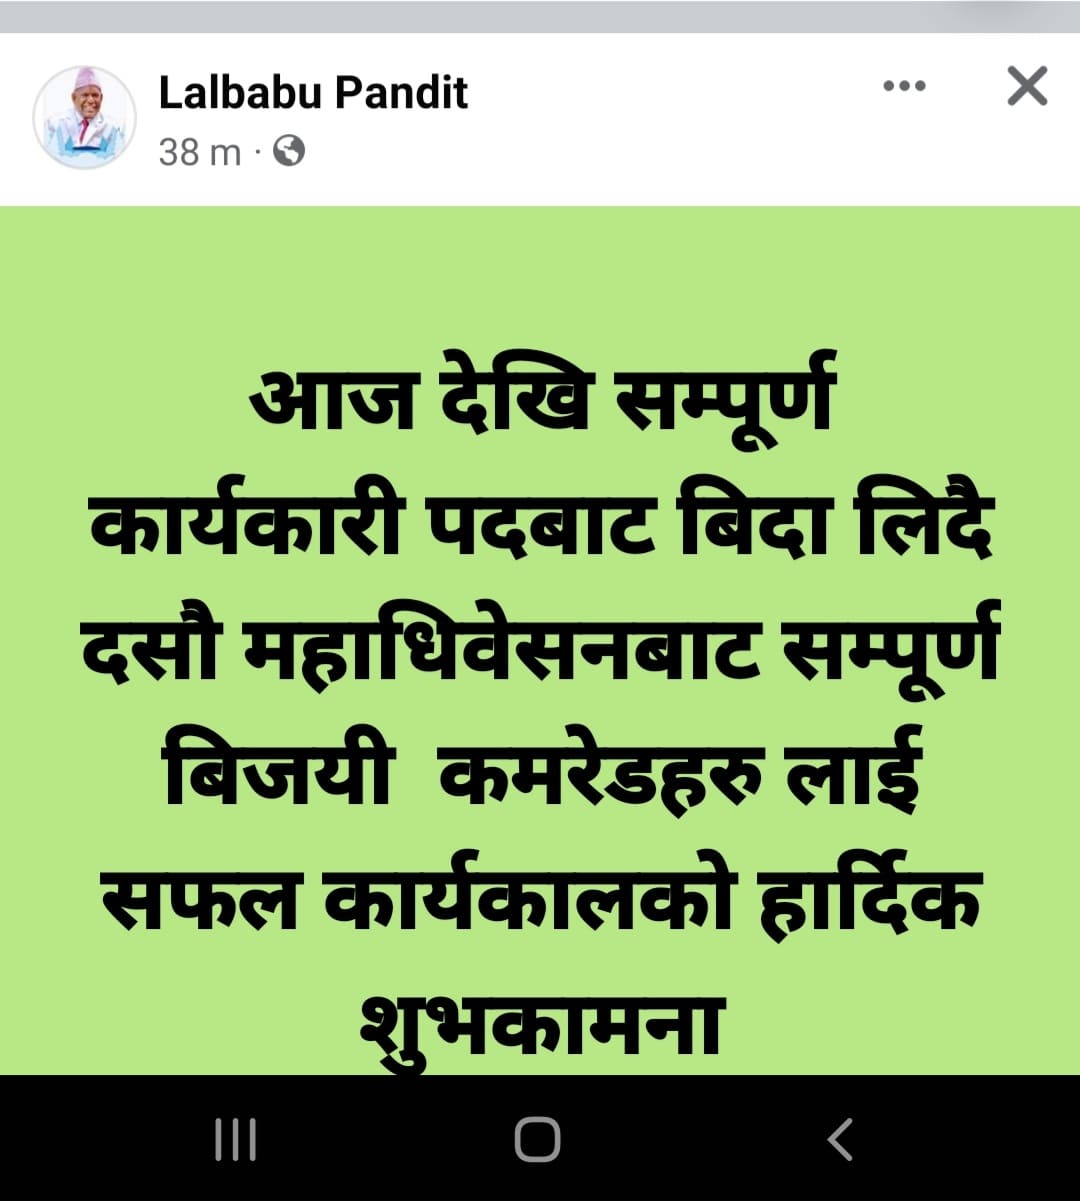 Lalbabu Pandit
38 m ·
आज देखि सम्पूर्ण
कार्यकारी पदबाट बिदा लिदै
दसौ महाधिवेसनबाट सम्पूर्ण
बिजयी कमरेडहरु लाई
सफल कार्यकालको हार्दिक
शुभकामना